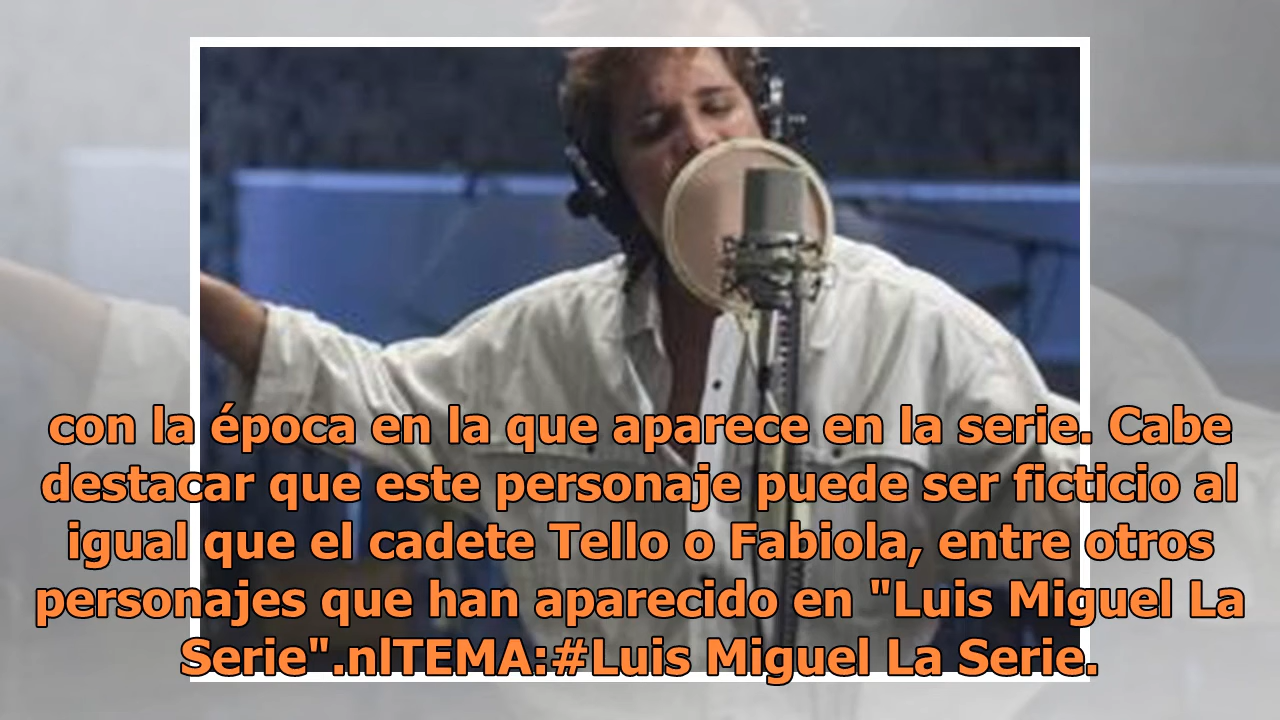 con la época en la que aparece en la serie. Cabe
destacar que este personaje puede ser ficticio al
igual que el cadete Tello o Fabiola, entre otros
personajes que han aparecido en "Luis Miguel La
Serie".nlTEMA:#Luis Miguel La Serie.